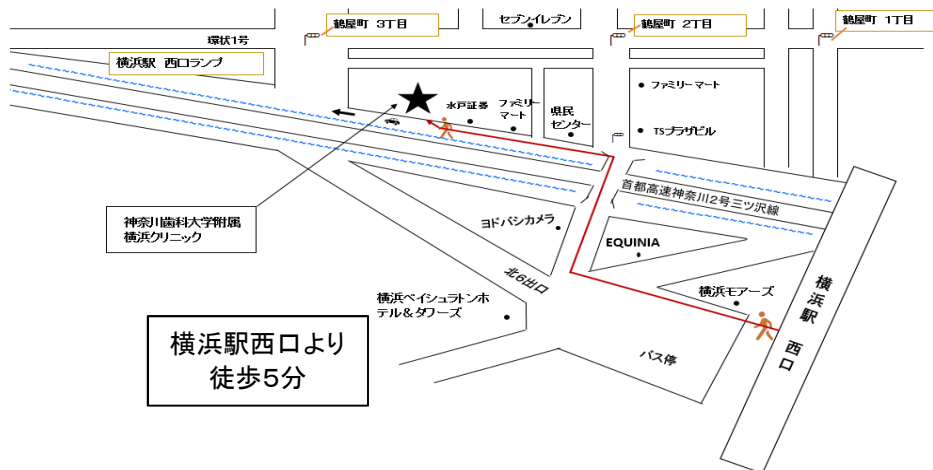 セブンイレブン
鶴屋町 3丁目
鶴屋町 2丁目
鶴屋町 1丁目
環状1号
横浜駅 西口ランプ
水戸証券
ファミリー
マート
県民
センター
ファミリーマート
TSプラザビル
首都高速神奈川2号三ツ沢線
神奈川歯科大学附属
横浜クリニック
ヨドバシカメラ
EQUINIA
北6出口
横浜モアーズ
横浜ベイシュラトンホ
テル&タワーズ
横浜駅 西口
バス停
横浜駅西口より
徒歩5分